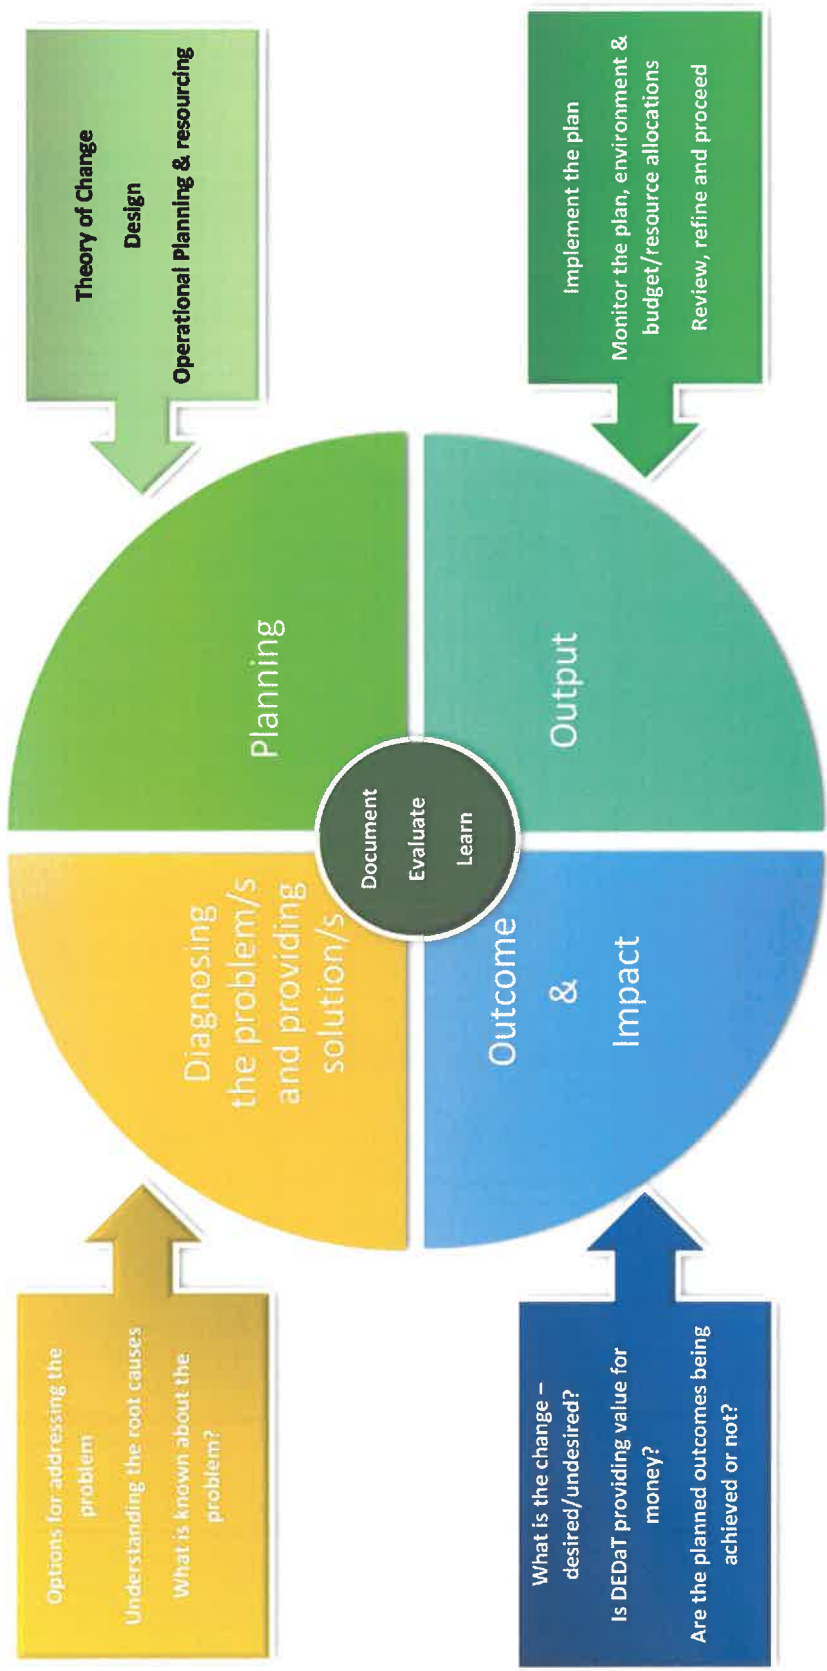 Options for addressing the
problem
Understanding the root causes
What is known about the
problem?
Diagnosing
the problem/s
and providing
solution/s
Planning
Theory of Change
Design
Operational Planning & resourcing
Document
Evaluate
Learn
What is the change –
desired/undesired?
Is DEDaT providing value for
money?
Are the planned outcomes being
achieved or not?
Outcome
&
Impact
Output
Implement the plan
Monitor the plan, environment &
budget/resource allocations
Review, refine and proceed